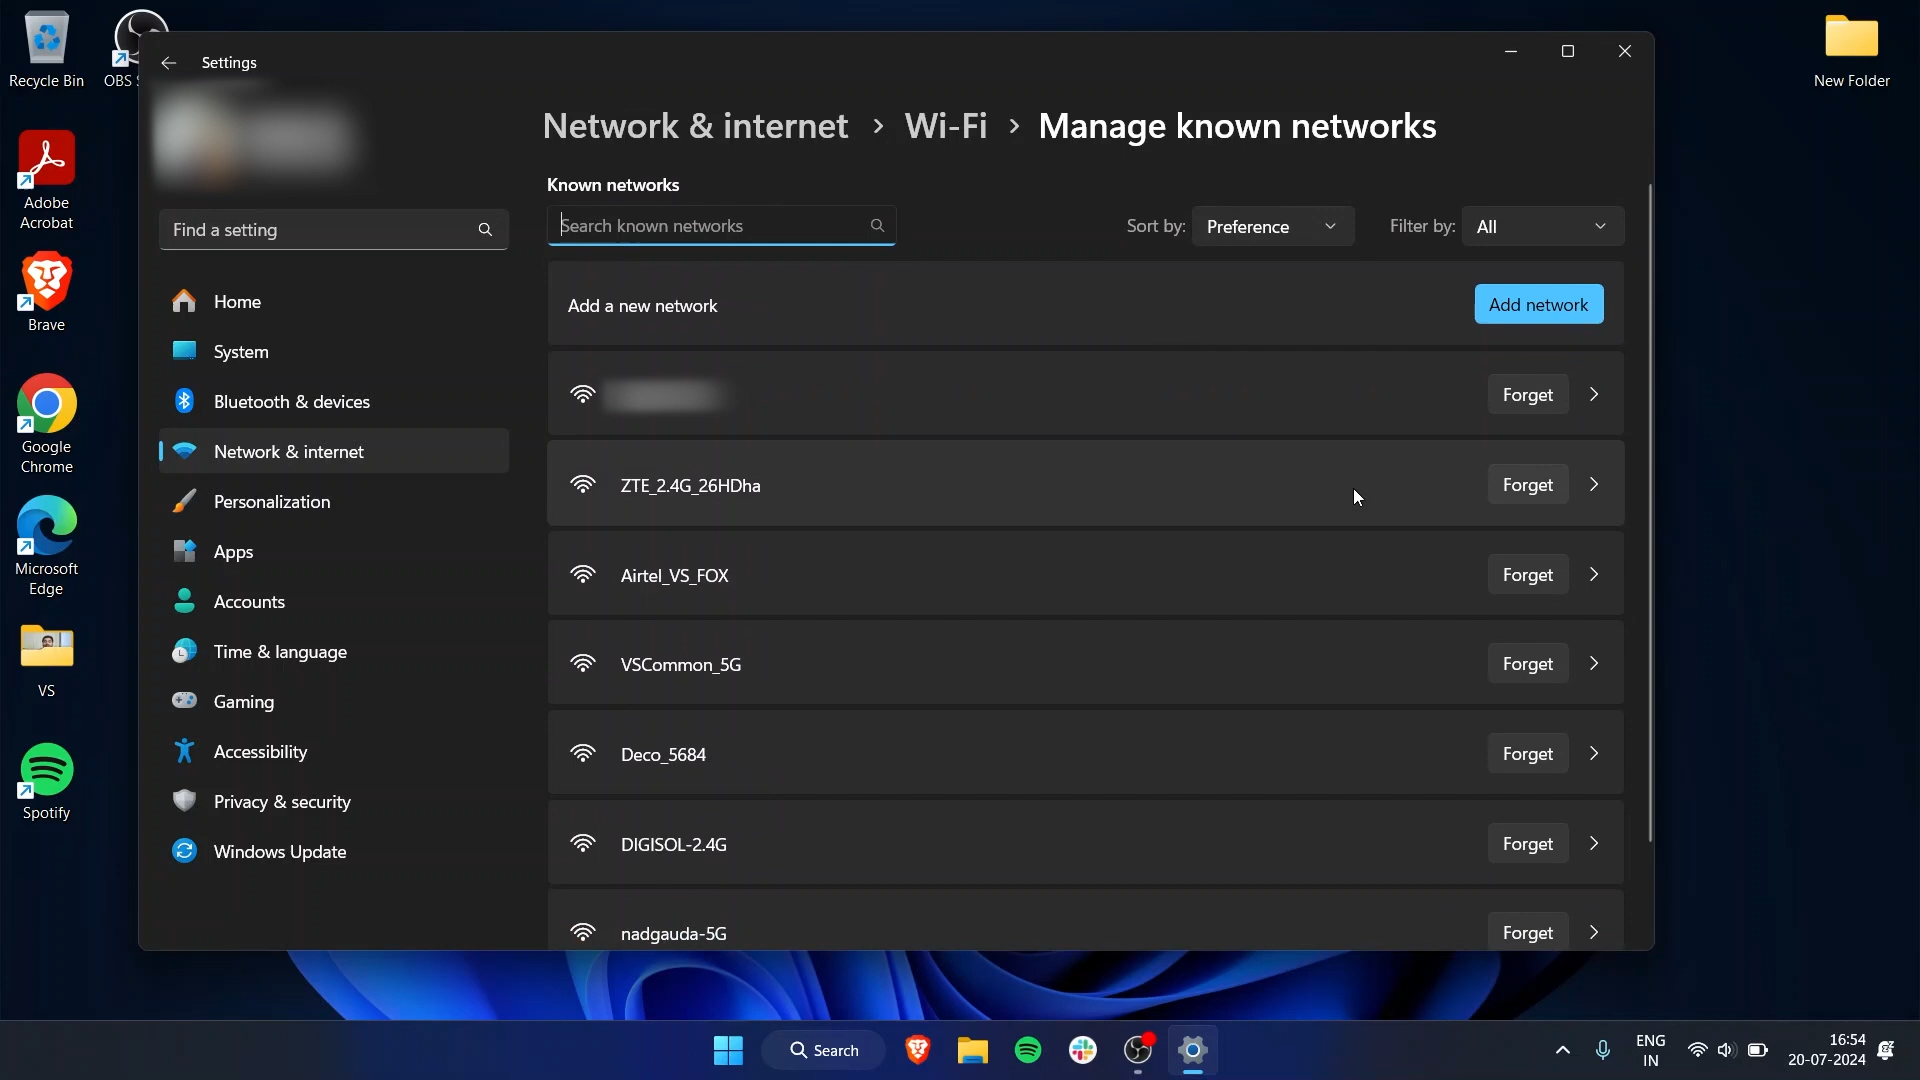 Recycle Bin
OBS S
Adobe
Acrobat
Brave
Google
Chrome
Microsoft
Edge
VS
Spotify
New Folder
Settings
Find a setting
Home
System
Bluetooth & devices
Network & internet
Personalization
Apps
Accounts
Time & language
Gaming
Accessibility
Privacy & security
Windows Update
Network & internet > Wi-Fi > Manage known networks
Known networks
Search known networks
Sort by: Preference
Filter by: All
Add a new network
Add network
Forget
ZTE_2.4G_26HDha Forget
Airtel_VS_FOX Forget
VSCommon_5G Forget
Deco_5684 Forget
DIGISOL-2.4G Forget
nadgauda-5G Forget
Search
ENG
IN
16:54
20-07-2024